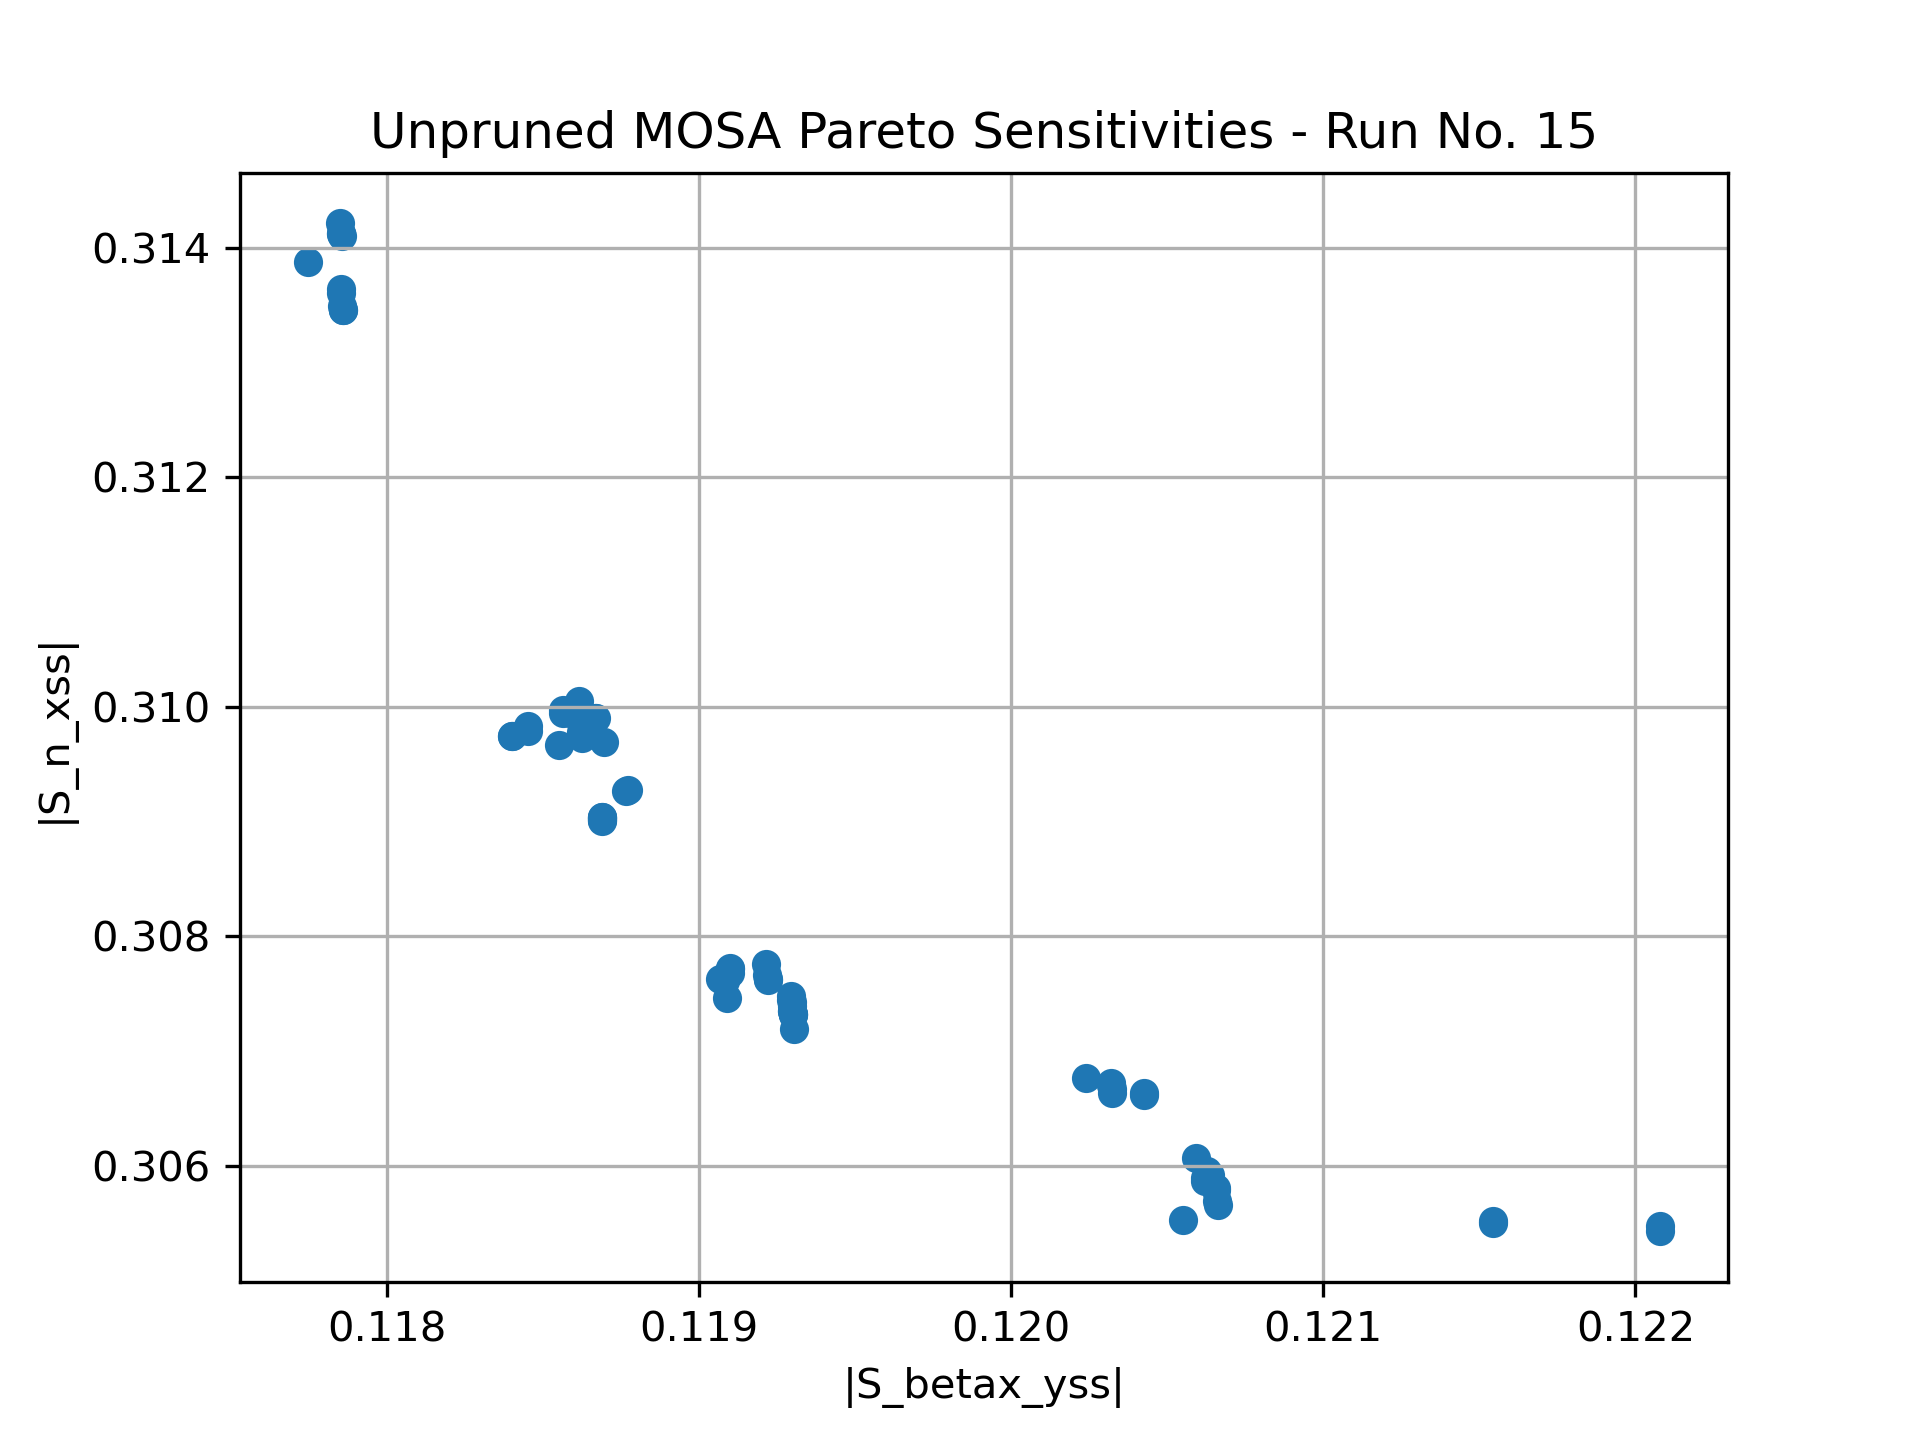 Unpruned MOSA Pareto Sensitivities - Run No. 15
|S_n_xss|
0.314
0.312
0.310
0.308
0.306
0.118 0.119 0.120 0.121 0.122
|S_betax_yss|